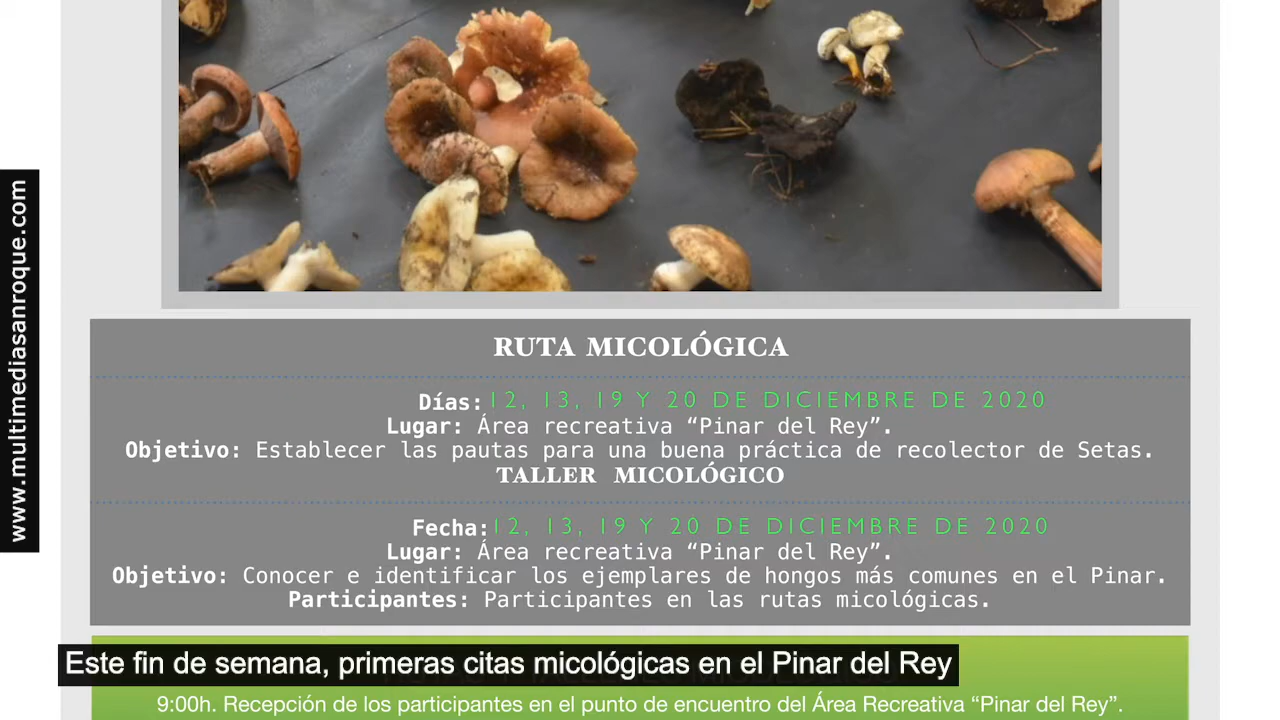 www.multimediasanroque.com
RUTA MICOLÓGICA
Días: 12, 13, 19 Y 20 DE DICIEMBRE DE 2020
Lugar: Área recreativa “Pinar del Rey”.
Objetivo: Establecer las pautas para una buena práctica de recolector de Setas.
TALLER MICOLÓGICO
Fecha: 12, 13, 19 Y 20 DE DICIEMBRE DE 2020
Lugar: Área recreativa “Pinar del Rey”.
Objetivo: Conocer e identificar los ejemplares de hongos más comunes en el Pinar.
Participantes: Participantes en las rutas micológicas.
Este fin de semana, primeras citas micológicas en el Pinar del Rey
9:00h. Recepción de los participantes en el punto de encuentro del Área Recreativa “Pinar del Rey”.